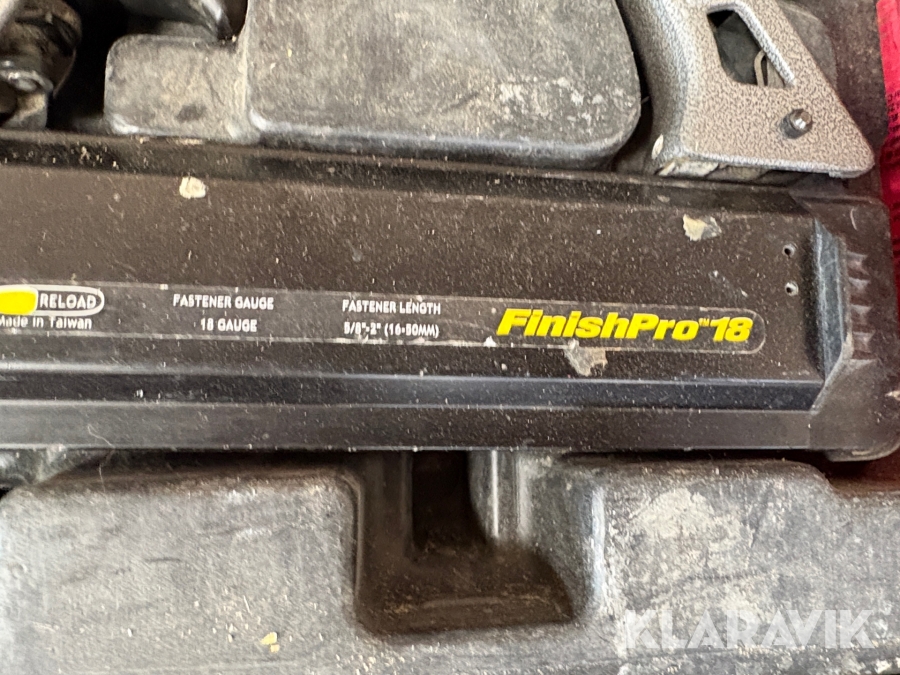 RELOAD
Made in Taiwan
FASTENER GAUGE
18 GAUGE
FASTENER LENGTH
5/8"-2" (16-50MM)
FinishPro™18
KLARAVIK